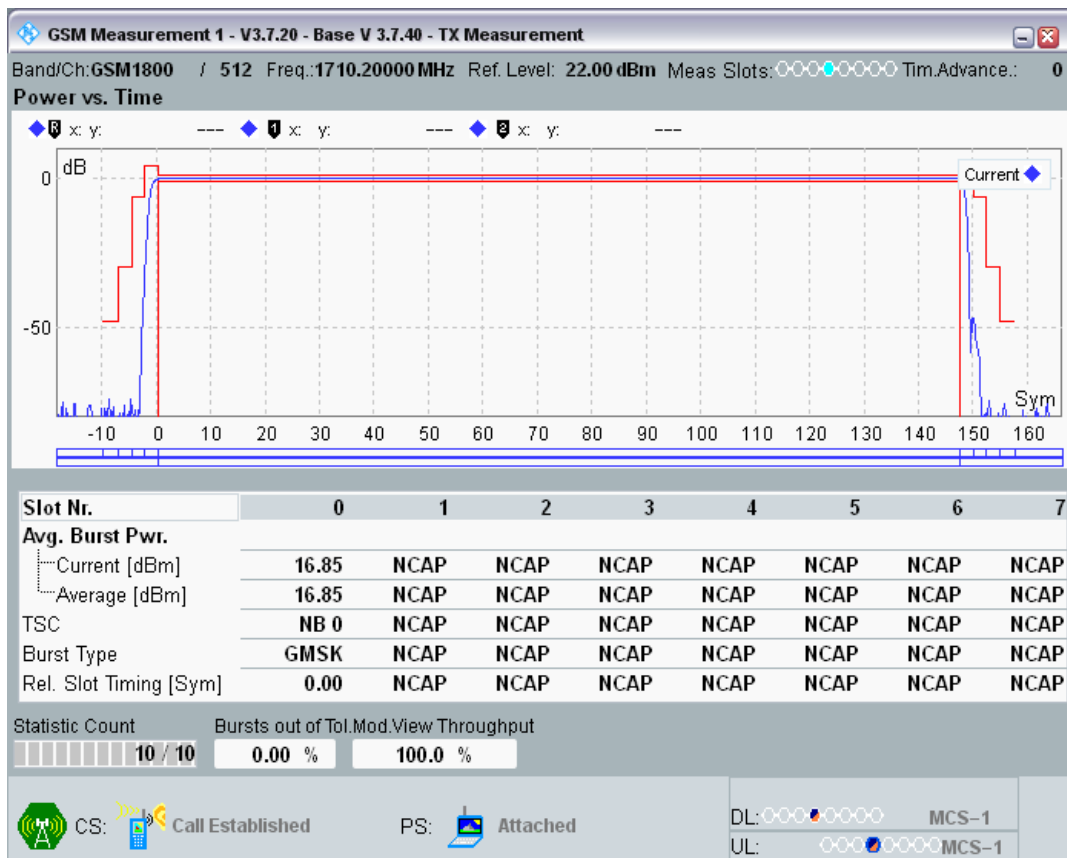 GSM Measurement 1 - V3.7.20 - Base V 3.7.40 - TX Measurement
Band/Ch:GSM1800 / 512 Freq.:1710.20000 MHz Ref. Level: 22.00 dBm Meas Slots: Tim.Advance.: 0
Power vs. Time
R x: y: --- 1 x: y: --- 2 x: y: ---
dB
Current
0
-50
Sym
-10 0 10 20 30 40 50 60 70 80 90 100 110 120 130 140 150 160
Slot Nr. 0 1 2 3 4 5 6 7
Avg. Burst Pwr.
Current [dBm] 16.85 NCAP NCAP NCAP NCAP NCAP NCAP NCAP
Average [dBm] 16.85 NCAP NCAP NCAP NCAP NCAP NCAP NCAP
TSC NB 0 NCAP NCAP NCAP NCAP NCAP NCAP NCAP
Burst Type GMSK NCAP NCAP NCAP NCAP NCAP NCAP NCAP
Rel. Slot Timing [Sym] 0.00 NCAP NCAP NCAP NCAP NCAP NCAP NCAP
Statistic Count Bursts out of Tol.Mod.View Throughput
10 / 10 0.00 % 100.0 %
CS: Call Established PS: Attached DL: MCS-1
UL: MCS-1